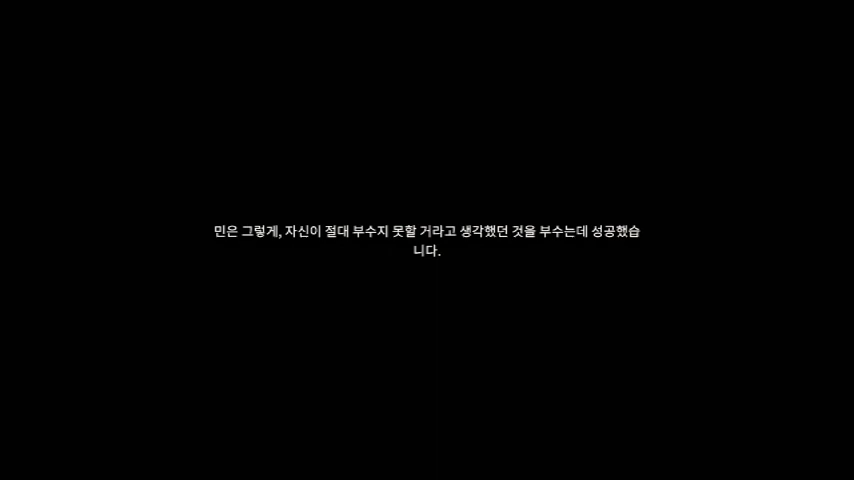 민은 그렇게, 자신이 절대 부수지 못할 거라고 생각했던 것을 부수는데 성공했습
니다.